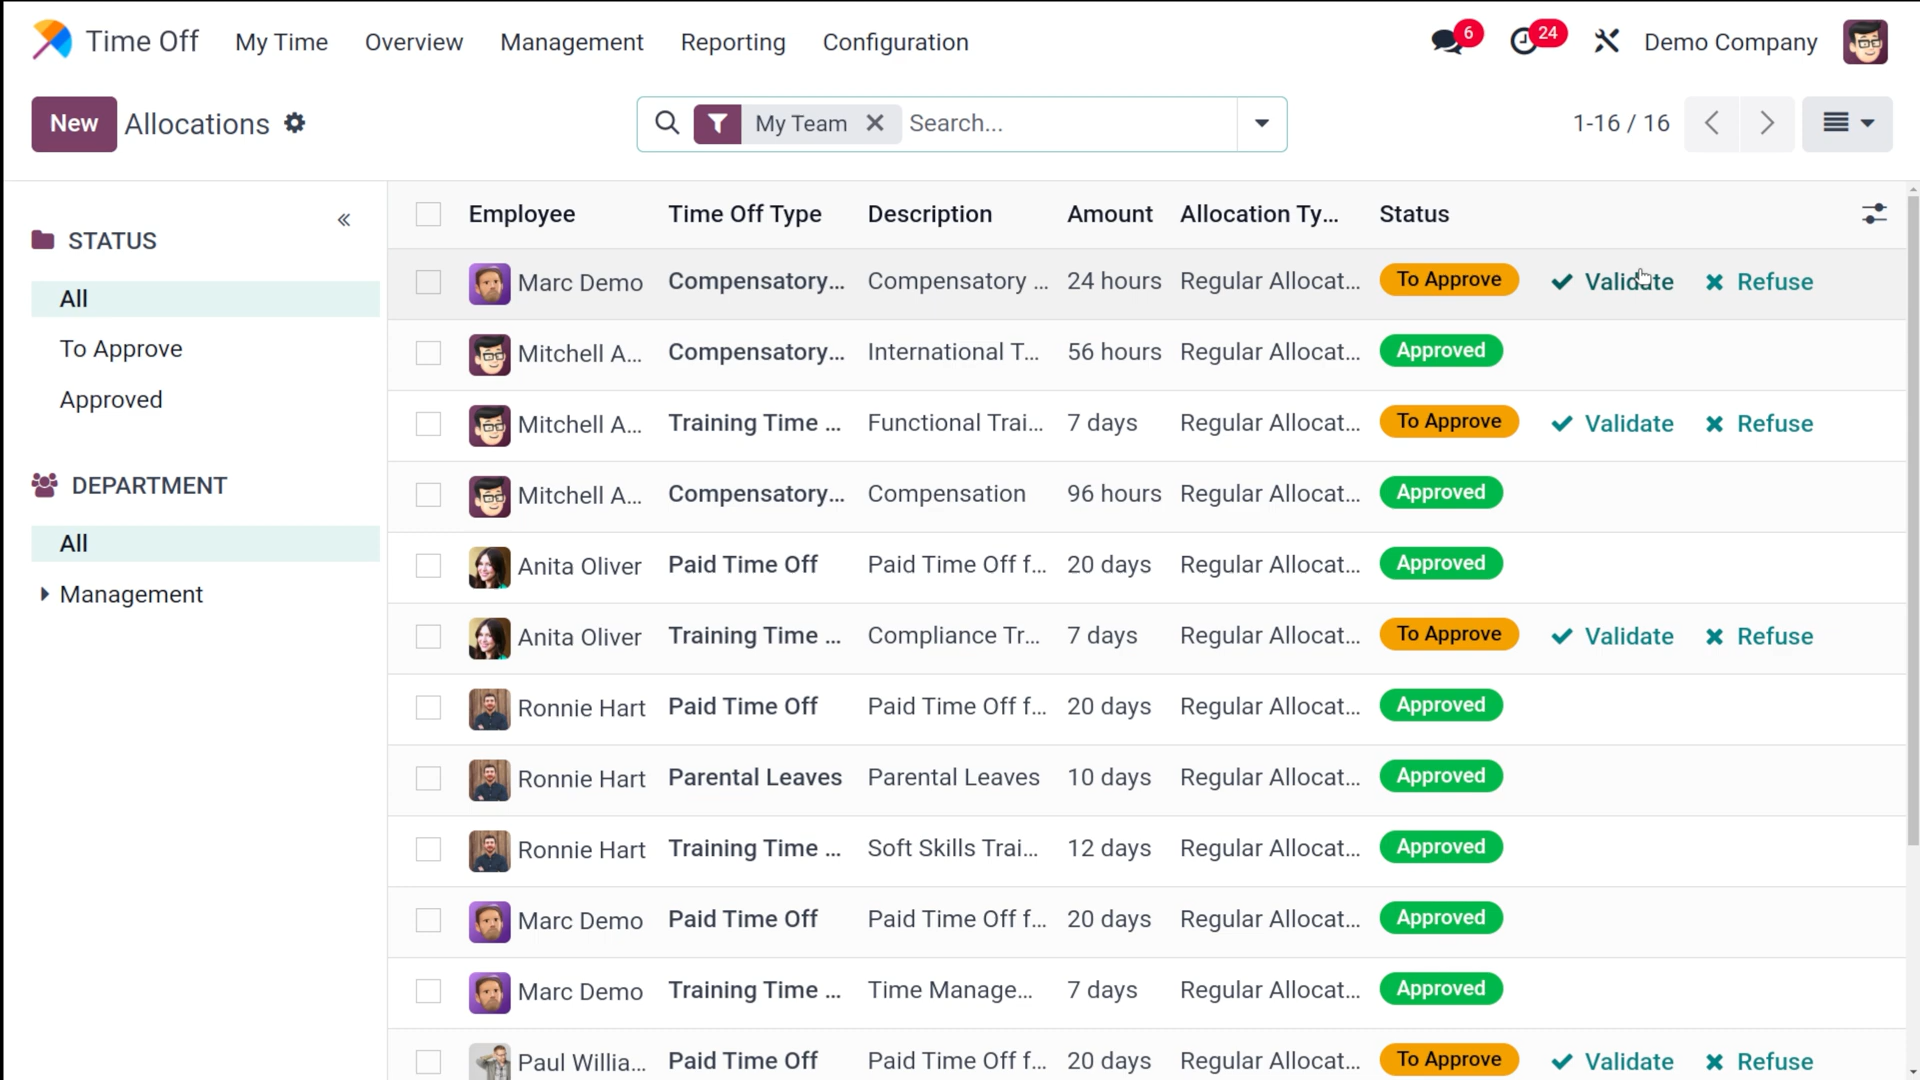 Time Off My Time Overview Management Reporting Configuration 6 24 Demo Company
New Allocations My Team Search... 1-16 / 16
STATUS
All
To Approve
Approved
DEPARTMENT
All
Management
Employee Time Off Type Description Amount Allocation Ty... Status
Marc Demo Compensatory... Compensatory ... 24 hours Regular Allocat... To Approve Validate Refuse
Mitchell A... Compensatory... International T... 56 hours Regular Allocat... Approved
Mitchell A... Training Time ... Functional Trai... 7 days Regular Allocat... To Approve Validate Refuse
Mitchell A... Compensatory... Compensation 96 hours Regular Allocat... Approved
Anita Oliver Paid Time Off Paid Time Off f... 20 days Regular Allocat... Approved
Anita Oliver Training Time ... Compliance Tr... 7 days Regular Allocat... To Approve Validate Refuse
Ronnie Hart Paid Time Off Paid Time Off f... 20 days Regular Allocat... Approved
Ronnie Hart Parental Leaves Parental Leaves 10 days Regular Allocat... Approved
Ronnie Hart Training Time ... Soft Skills Trai... 12 days Regular Allocat... Approved
Marc Demo Paid Time Off Paid Time Off f... 20 days Regular Allocat... Approved
Marc Demo Training Time ... Time Manage... 7 days Regular Allocat... Approved
Paul Willia... Paid Time Off Paid Time Off f... 20 days Regular Allocat... To Approve Validate Refuse